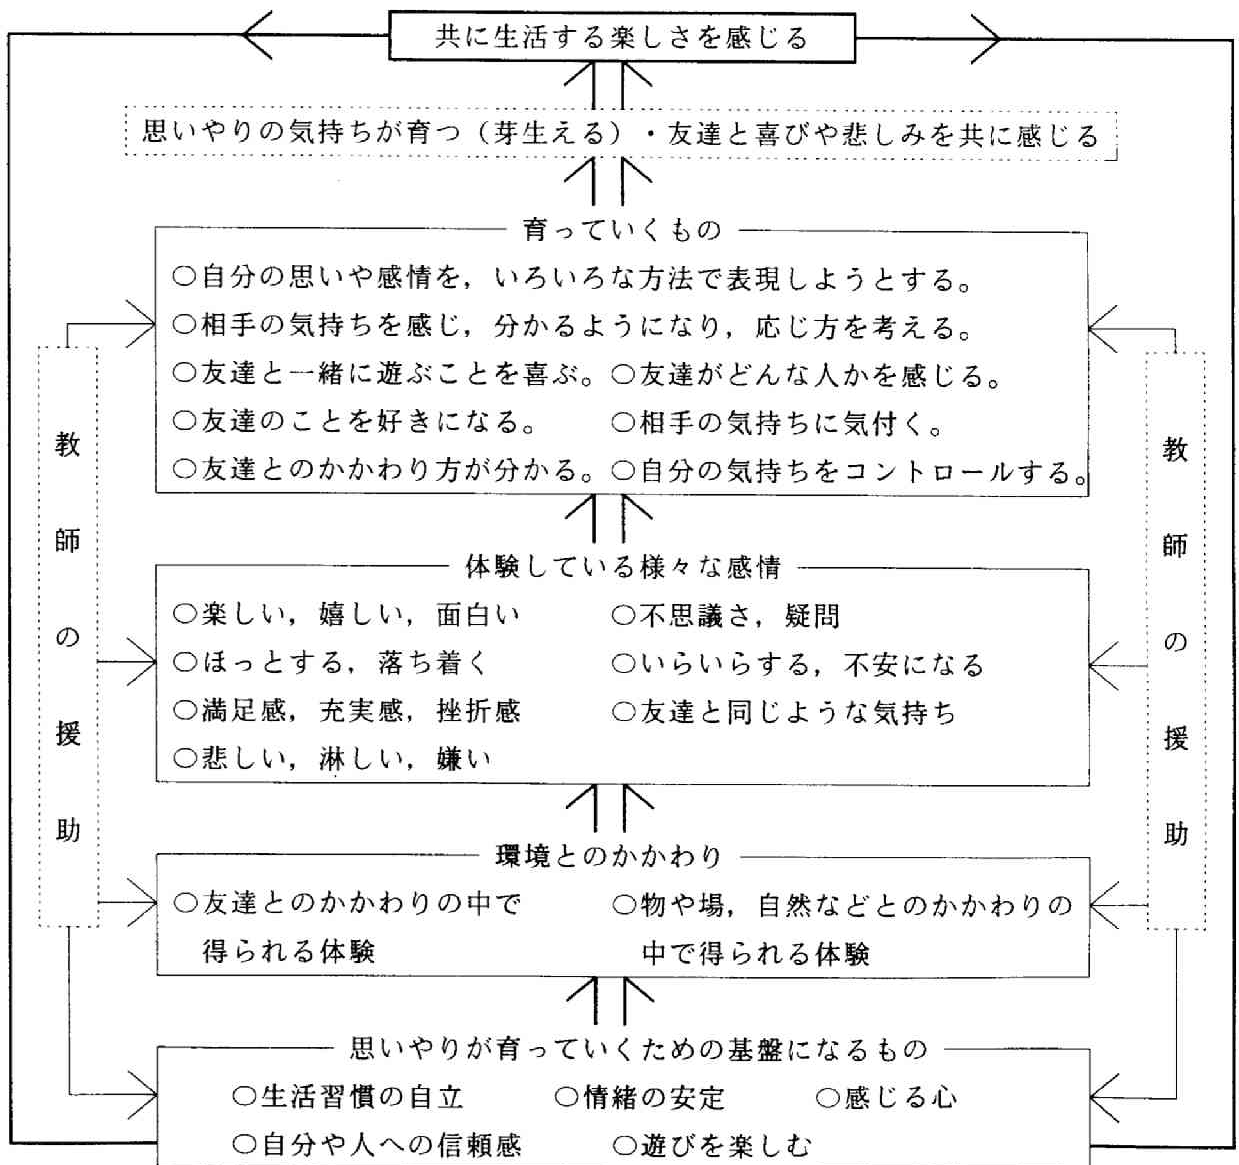 共に生活する楽しさを感じる
思いやりの気持ちが育つ（芽生える）・友達と喜びや悲しみを共に感じる
育っていくもの
○自分の思いや感情を，いろいろな方法で表現しようとする。
○相手の気持ちを感じ，分かるようになり，応じ方を考える。
○友達と一緒に遊ぶことを喜ぶ。○友達がどんな人かを感じる。
○友達のことを好きになる。　○相手の気持ちに気付く。
○友達とのかかわり方が分かる。○自分の気持ちをコントロールする。
体験している様々な感情
○楽しい，嬉しい，面白い　○不思議さ，疑問
○ほっとする，落ち着く　○いらいらする，不安になる
○満足感，充実感，挫折感　○友達と同じような気持ち
○悲しい，淋しい，嫌い
環境とのかかわり
○友達とのかかわりの中で
得られる体験
○物や場，自然などとのかかわりの
中で得られる体験
思いやりが育っていくための基盤になるもの
○生活習慣の自立　○情緒の安定　○感じる心
○自分や人への信頼感　○遊びを楽しむ
教師の援助
教師の援助